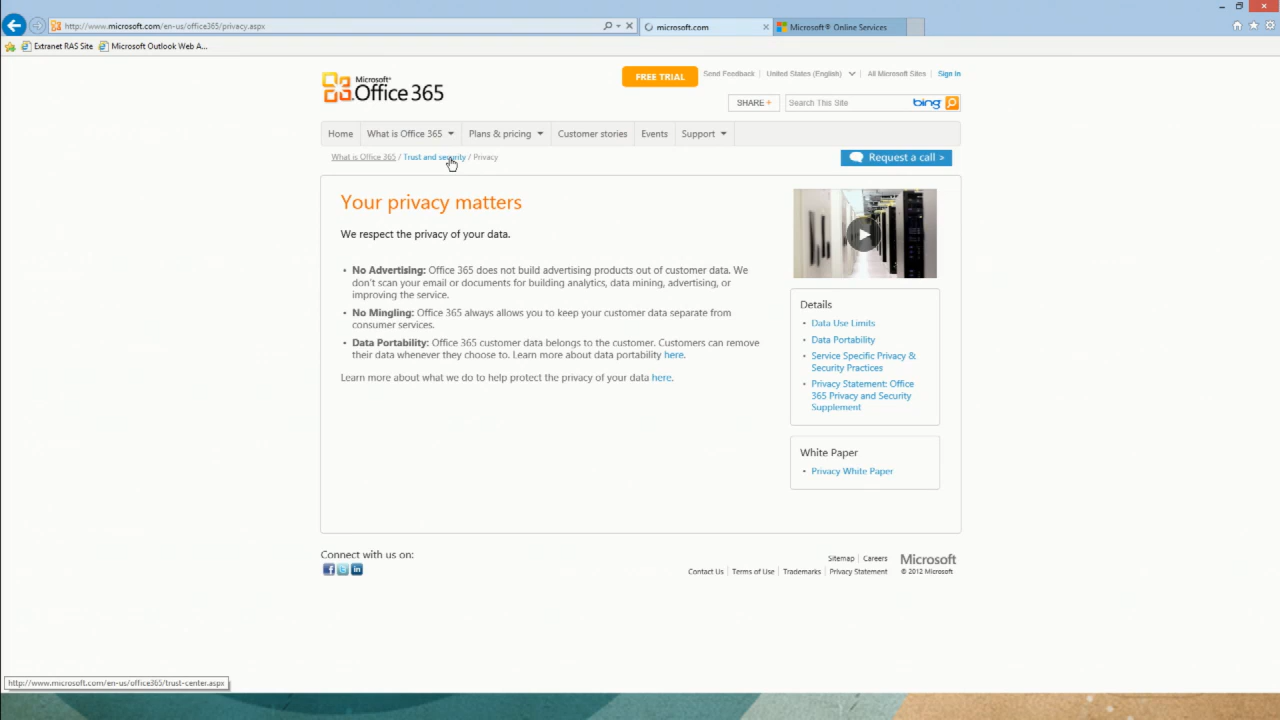 http://www.microsoft.com/en-us/office365/privacy.aspx
microsoft.com
Microsoft® Online Services
Extranet RAS Site
Microsoft Outlook Web A...
Microsoft®
Office 365
FREE TRIAL
Send Feedback
United States (English)
All Microsoft Sites
Sign In
SHARE +
Search This Site
bing
Home
What is Office 365
Plans & pricing
Customer stories
Events
Support
What is Office 365 / Trust and security / Privacy
Request a call >
Your privacy matters
We respect the privacy of your data.
• No Advertising: Office 365 does not build advertising products out of customer data. We
don't scan your email or documents for building analytics, data mining, advertising, or
improving the service.
• No Mingling: Office 365 always allows you to keep your customer data separate from
consumer services.
• Data Portability: Office 365 customer data belongs to the customer. Customers can remove
their data whenever they choose to. Learn more about data portability here.
Learn more about what we do to help protect the privacy of your data here.
Details
• Data Use Limits
• Data Portability
• Service Specific Privacy &
Security Practices
• Privacy Statement: Office
365 Privacy and Security
Supplement
White Paper
• Privacy White Paper
Connect with us on:
Sitemap
Careers
Microsoft
Contact Us
Terms of Use
Trademarks
Privacy Statement
© 2012 Microsoft
http://www.microsoft.com/en-us/office365/trust-center.aspx